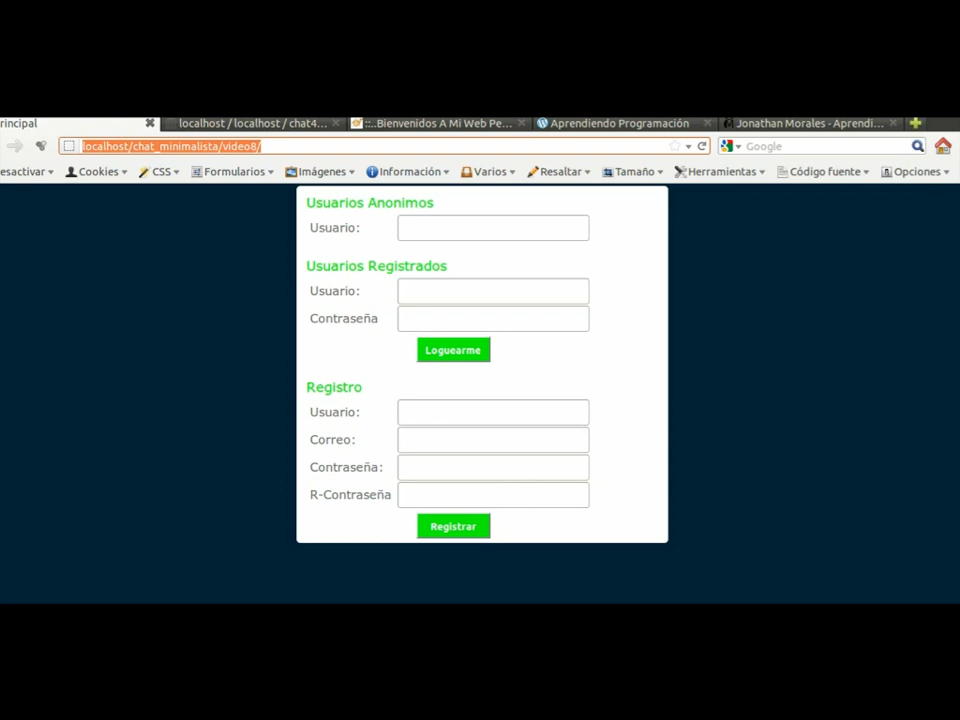 rincipal localhost / localhost / chat4... ::..Bienvenidos A Mi Web Pe... Aprendiendo Programación Jonathan Morales - Aprendi...
localhost/chat_minimalista/video8/ Google
esactivar Cookies CSS Formularios Imágenes Información Varios Resaltar Tamaño Herramientas Código fuente Opciones
Usuarios Anonimos
Usuario:
Usuarios Registrados
Usuario:
Contraseña
Loguearme
Registro
Usuario:
Correo:
Contraseña:
R-Contraseña
Registrar